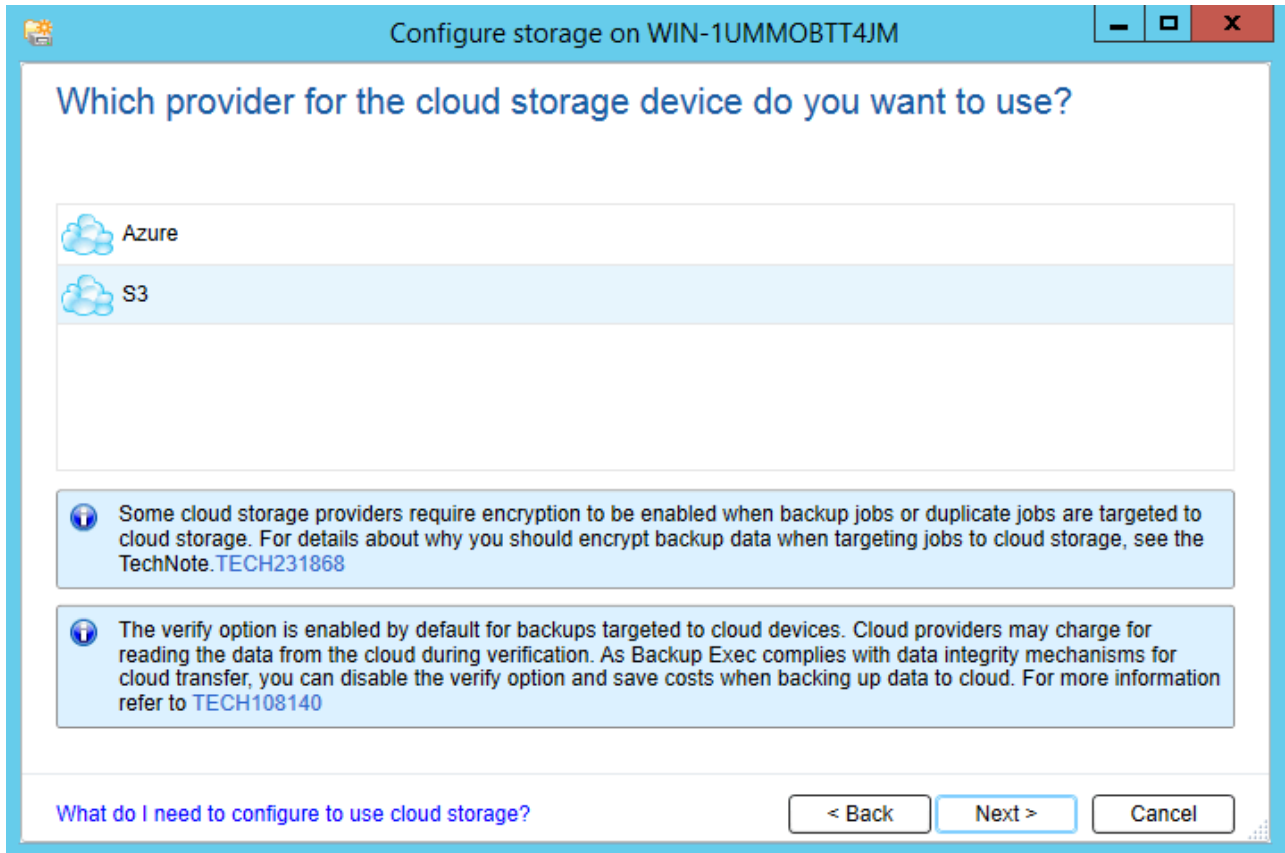 Configure storage on WIN-1UMMOBTT4JM
Which provider for the cloud storage device do you want to use?
Azure
S3
Some cloud storage providers require encryption to be enabled when backup jobs or duplicate jobs are targeted to
cloud storage. For details about why you should encrypt backup data when targeting jobs to cloud storage, see the
TechNote.TECH231868
The verify option is enabled by default for backups targeted to cloud devices. Cloud providers may charge for
reading the data from the cloud during verification. As Backup Exec complies with data integrity mechanisms for
cloud transfer, you can disable the verify option and save costs when backing up data to cloud. For more information
refer to TECH108140
What do I need to configure to use cloud storage?
< Back
Next >
Cancel